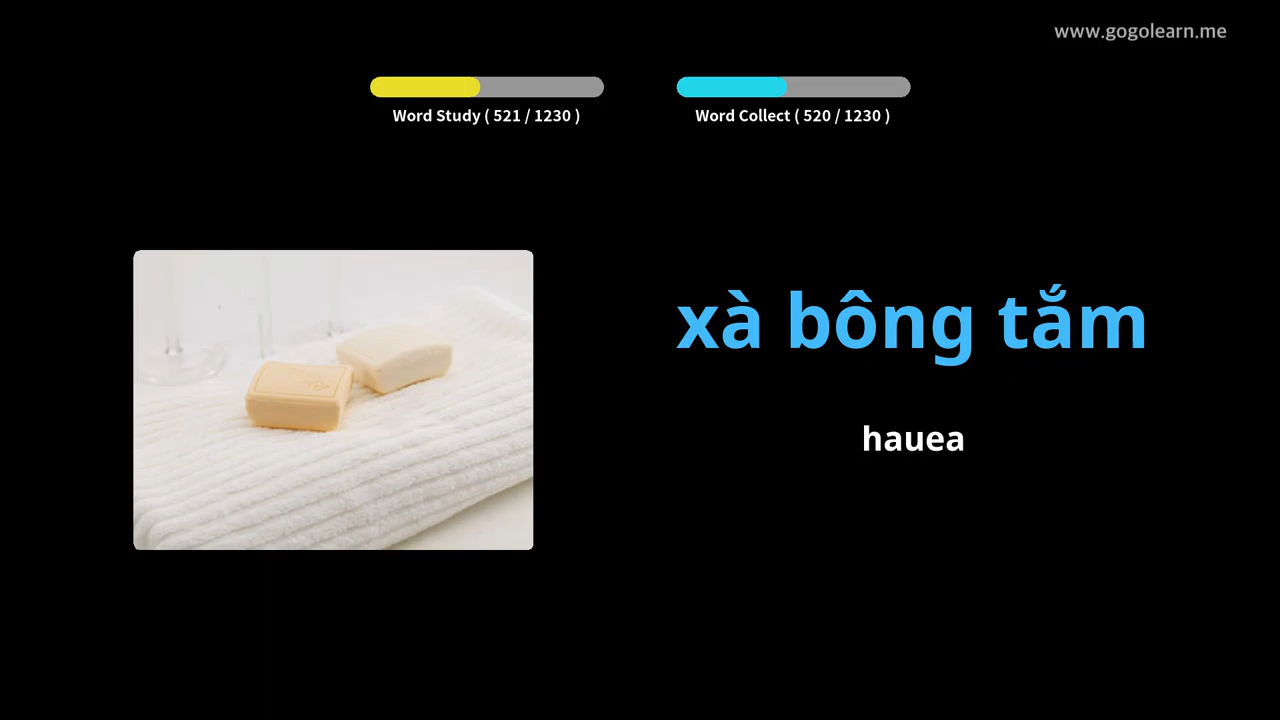 www.gogolearn.me
Word Study ( 521 / 1230 )
Word Collect ( 520 / 1230 )
xà bông tắm
hauea